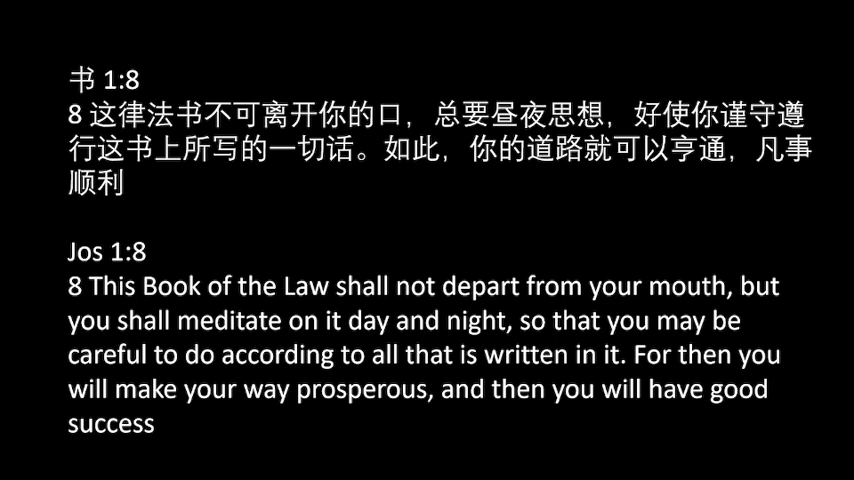 书 1:8
8 这律法书不可离开你的口，总要昼夜思想，好使你谨守遵
行这书上所写的一切话。如此，你的道路就可以亨通，凡事
顺利
Jos 1:8
8 This Book of the Law shall not depart from your mouth, but
you shall meditate on it day and night, so that you may be
careful to do according to all that is written in it. For then you
will make your way prosperous, and then you will have good
success